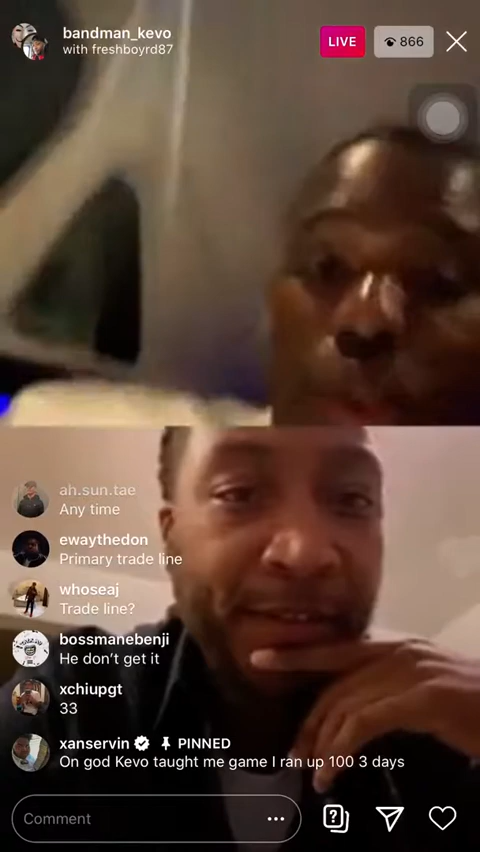 bandman_kevo
with freshboyrd87
LIVE
866
ah.sun.tae
Any time
ewaythedon
Primary trade line
whoseaj
Trade line?
bossmanebenji
He don’t get it
xchiupgt
33
xanservin PINNED
On god Kevo taught me game I ran up 100 3 days
Comment